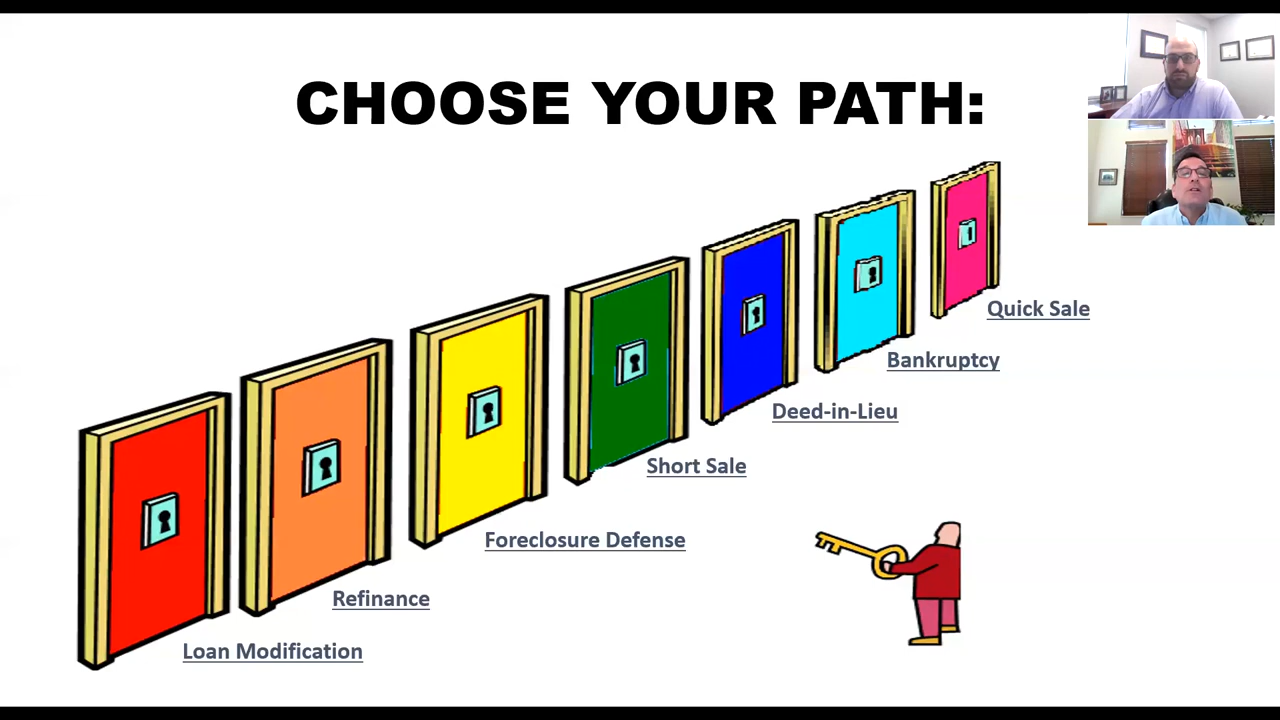 CHOOSE YOUR PATH:
Quick Sale
Bankruptcy
Deed-in-Lieu
Short Sale
Foreclosure Defense
Refinance
Loan Modification